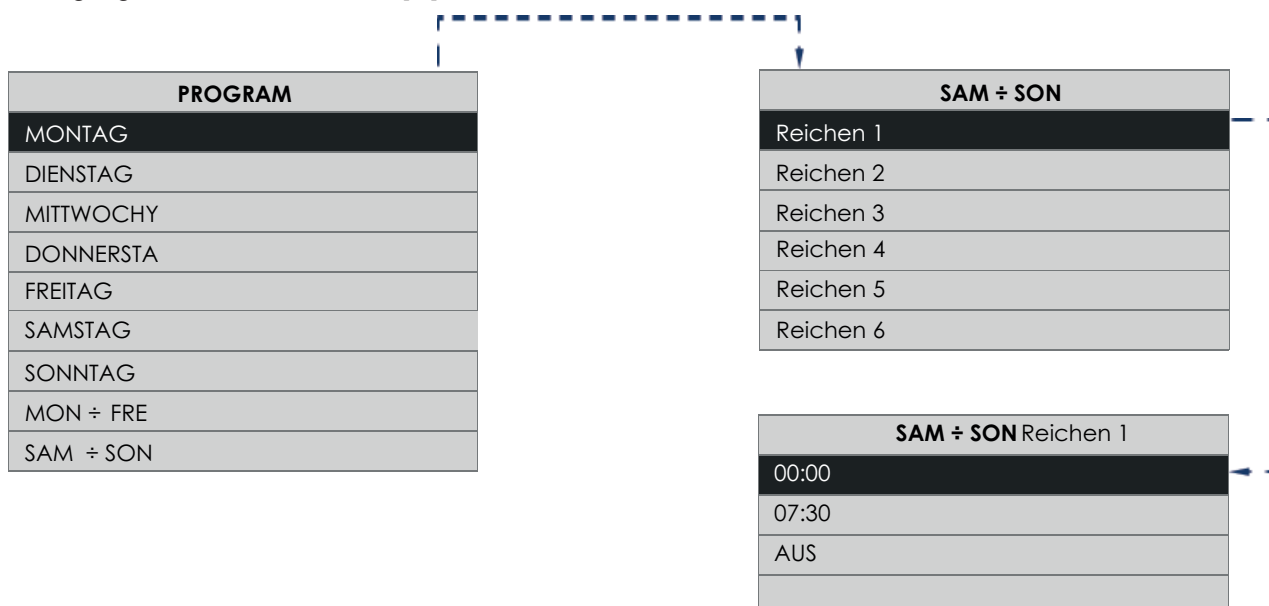 PROGRAM
MONTAG
DIENSTAG
MITTWOCHY
DONNERSTA
FREITAG
SAMSTAG
SONNTAG
MON ÷ FRE
SAM ÷ SON
SAM ÷ SON
Reichen 1
Reichen 2
Reichen 3
Reichen 4
Reichen 5
Reichen 6
SAM ÷ SON Reichen 1
00:00
07:30
AUS